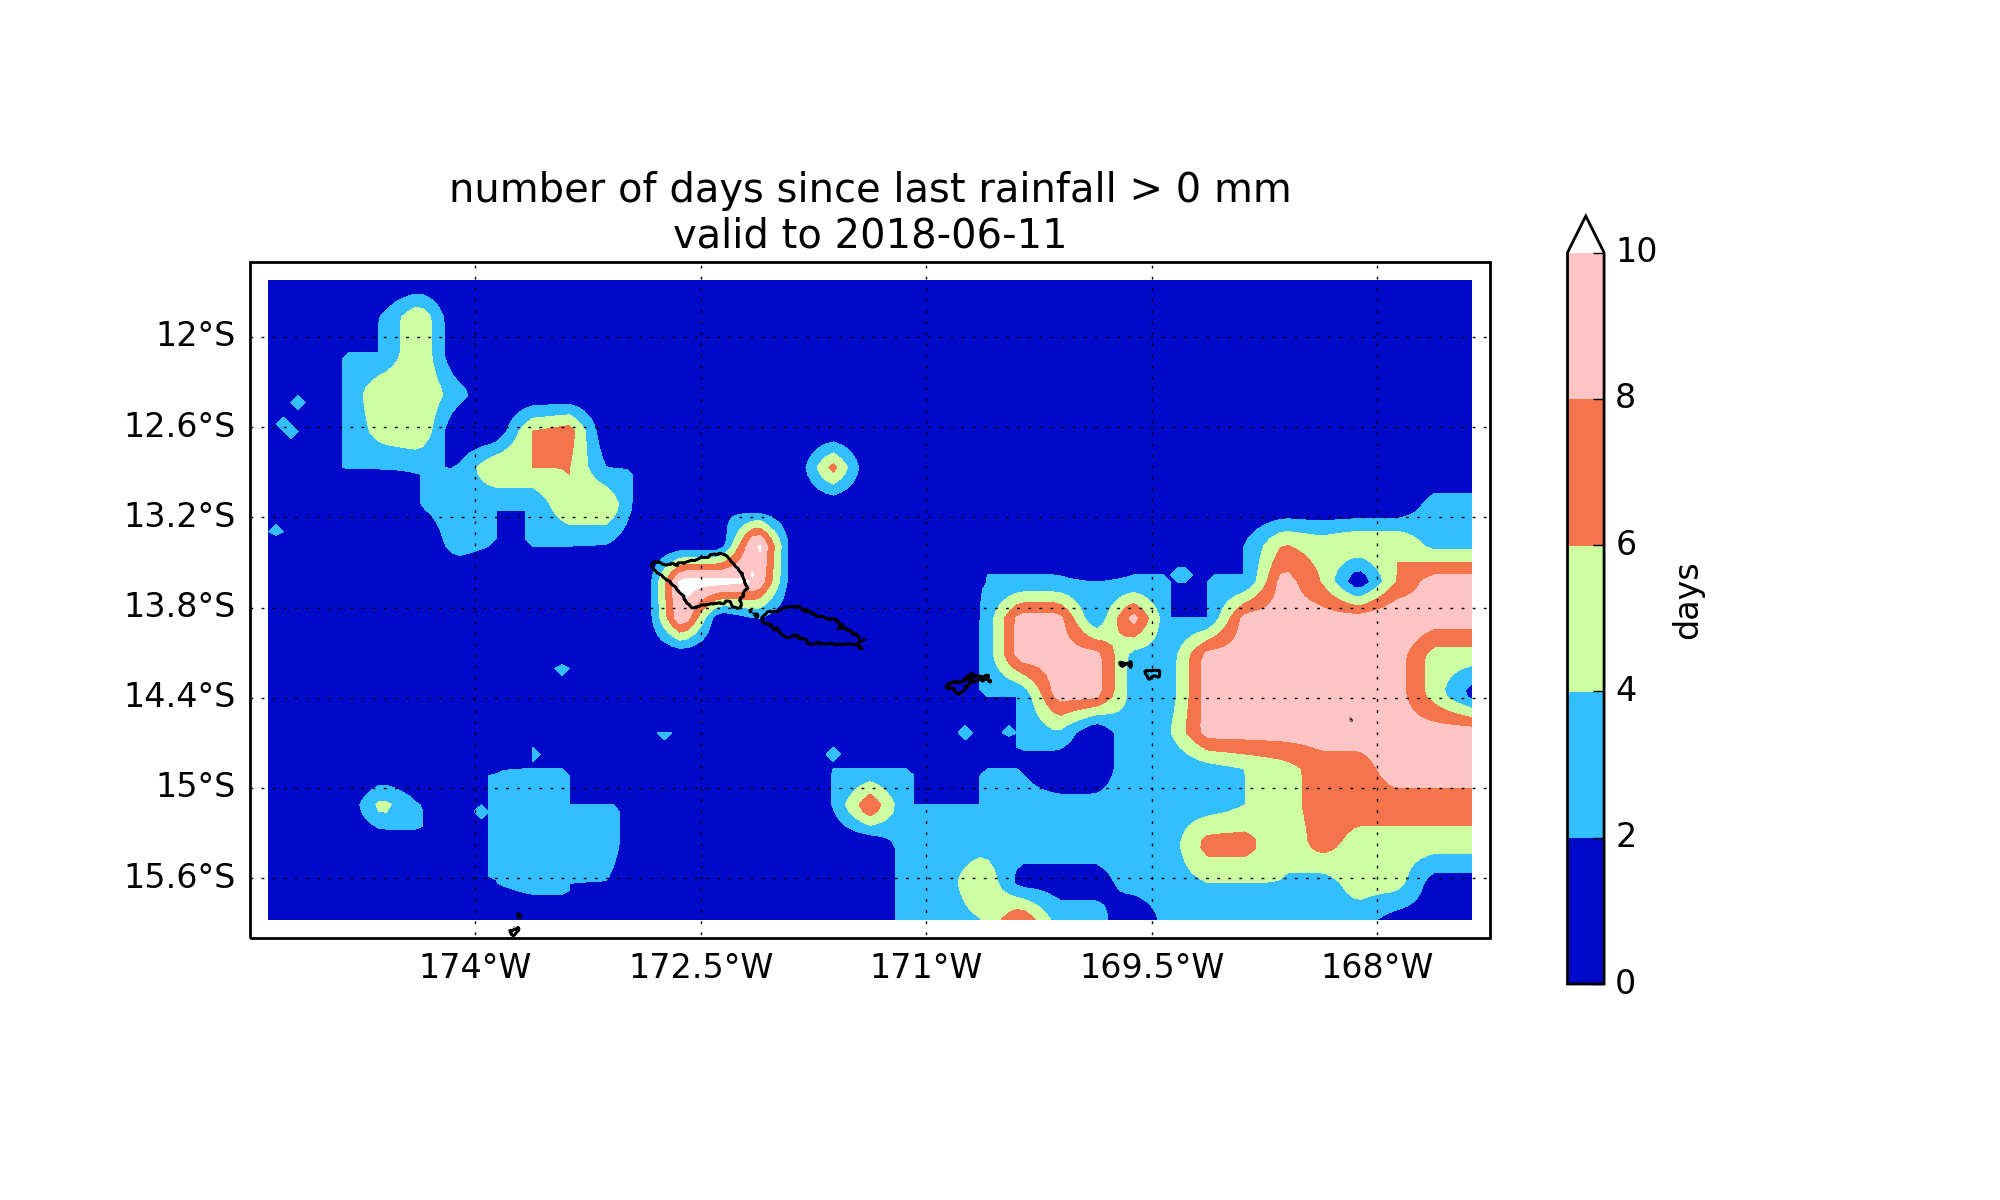 number of days since last rainfall > 0 mm
valid to 2018-06-11
12°S
12.6°S
13.2°S
13.8°S
14.4°S
15°S
15.6°S
174°W
172.5°W
171°W
169.5°W
168°W
10
8
6
4
2
0
days